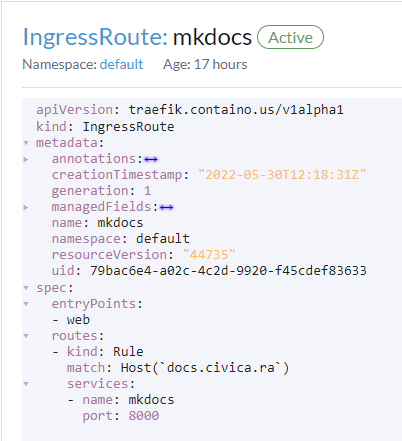 IngressRoute: mkdocs Active
Namespace: default Age: 17 hours
apiVersion: traefik.containo.us/v1alpha1
kind: IngressRoute
metadata:
annotations:↔
creationTimestamp: "2022-05-30T12:18:31Z"
generation: 1
managedFields:↔
name: mkdocs
namespace: default
resourceVersion: "44735"
uid: 79bac6e4-a02c-4c2d-9920-f45cdef83633
spec:
entryPoints:
- web
routes:
- kind: Rule
match: Host(`docs.civica.ra`)
services:
- name: mkdocs
port: 8000